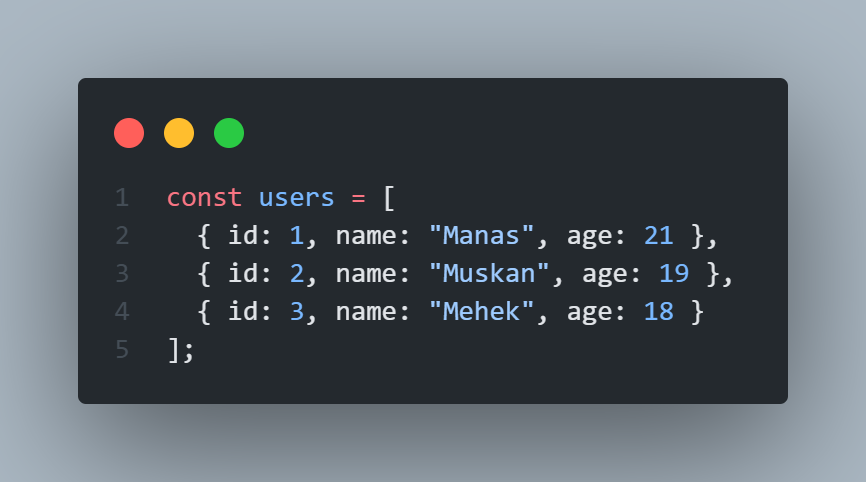 1 const users = [
2 { id: 1, name: "Manas", age: 21 },
3 { id: 2, name: "Muskan", age: 19 },
4 { id: 3, name: "Mehek", age: 18 }
5 ];